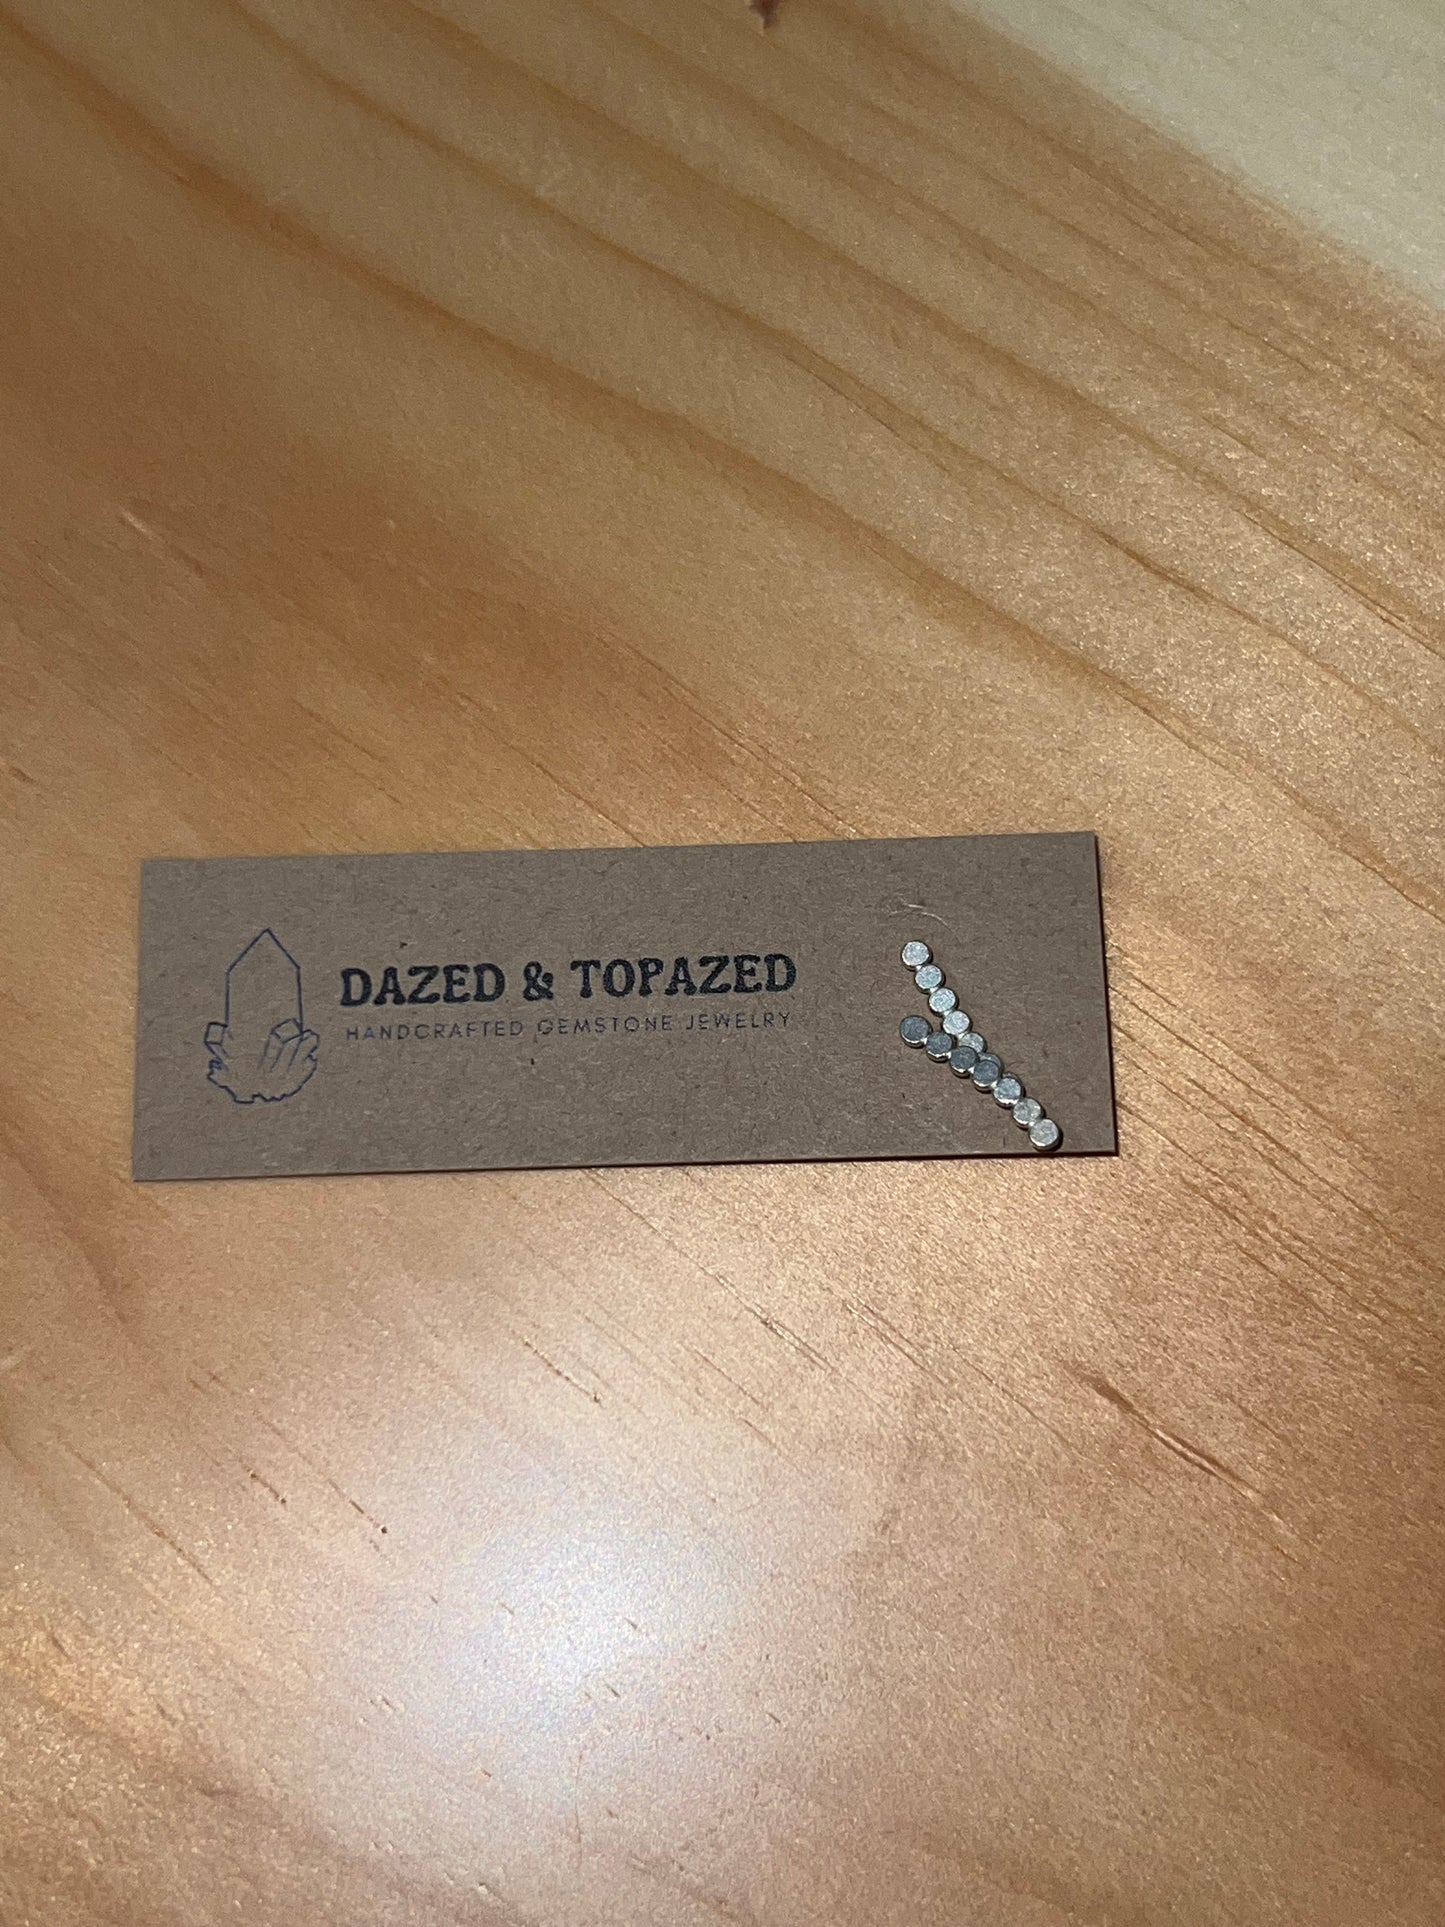 DAZED & TOPAZED
HANDCRAFTED GEMSTONE JEWELRY